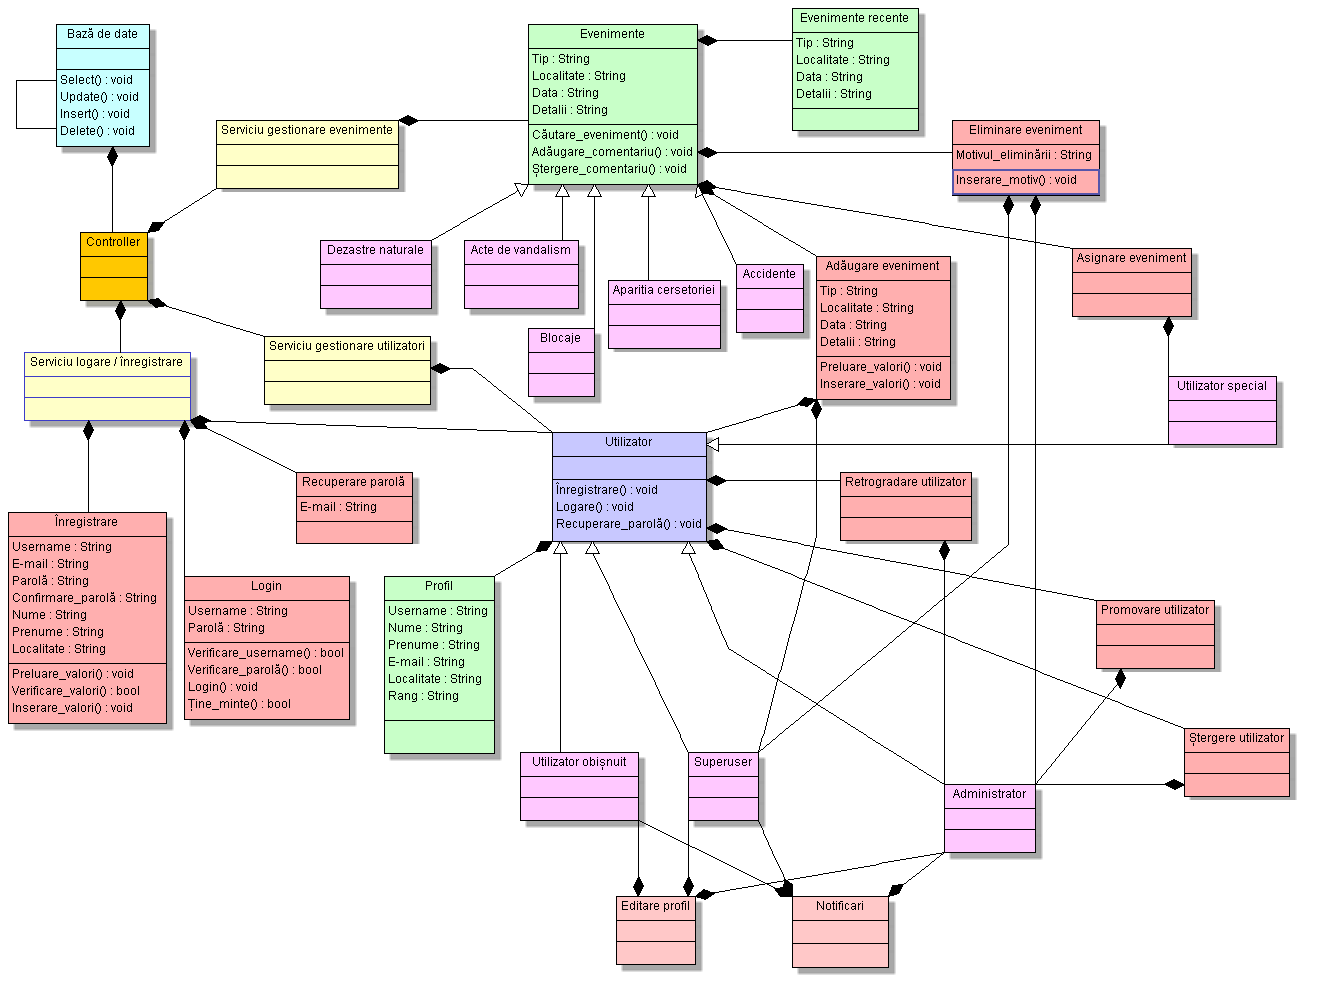 Bază de date
Select() : void
Update() : void
Insert() : void
Delete() : void
Evenimente
Tip : String
Localitate : String
Data : String
Detalii : String
Căutare_eveniment() : void
Adăugare_comentariu() : void
Ștergere_comentariu() : void
Evenimente recente
Tip : String
Localitate : String
Data : String
Detalii : String
Serviciu gestionare evenimente
Eliminare eveniment
Motivul_eliminării : String
Inserare_motiv() : void
Controller
Dezastre naturale
Acte de vandalism
Aparitia cersetoriei
Accidente
Blocaje
Adăugare eveniment
Tip : String
Localitate : String
Data : String
Detalii : String
Preluare_valori() : void
Inserare_valori() : void
Asignare eveniment
Serviciu logare / înregistrare
Serviciu gestionare utilizatori
Utilizator special
Utilizator
Înregistrare() : void
Logare() : void
Recuperare_parolă() : void
Recuperare parolă
E-mail : String
Retrogradare utilizator
Înregistrare
Username : String
E-mail : String
Parolă : String
Confirmare_parolă : String
Nume : String
Prenume : String
Localitate : String
Preluare_valori() : void
Verificare_valori() : bool
Inserare_valori() : void
Login
Username : String
Parolă : String
Verificare_username() : bool
Verificare_parolă() : bool
Login() : void
Ține_minte() : bool
Profil
Username : String
Nume : String
Prenume : String
E-mail : String
Localitate : String
Rang : String
Promovare utilizator
Ștergere utilizator
Utilizator obișnuit
Superuser
Administrator
Editare profil
Notificari